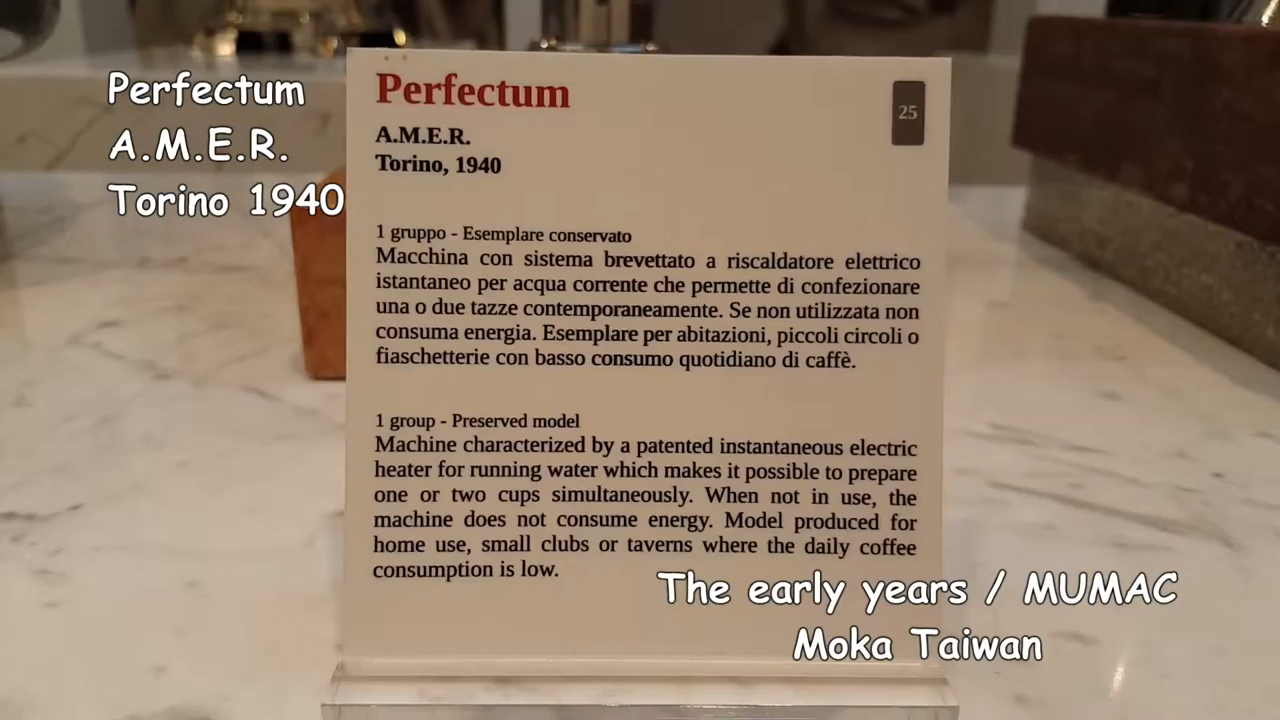 Perfectum
A.M.E.R.
Torino 1940
Perfectum
25
A.M.E.R.
Torino, 1940
1 gruppo - Esemplare conservato
Macchina con sistema brevettato a riscaldatore elettrico
istantaneo per acqua corrente che permette di confezionare
una o due tazze contemporaneamente. Se non utilizzata non
consuma energia. Esemplare per abitazioni, piccoli circoli o
fiaschetterie con basso consumo quotidiano di caffè.
1 group - Preserved model
Machine characterized by a patented instantaneous electric
heater for running water which makes it possible to prepare
one or two cups simultaneously. When not in use, the
machine does not consume energy. Model produced for
home use, small clubs or taverns where the daily coffee
consumption is low.
The early years / MUMAC
Moka Taiwan